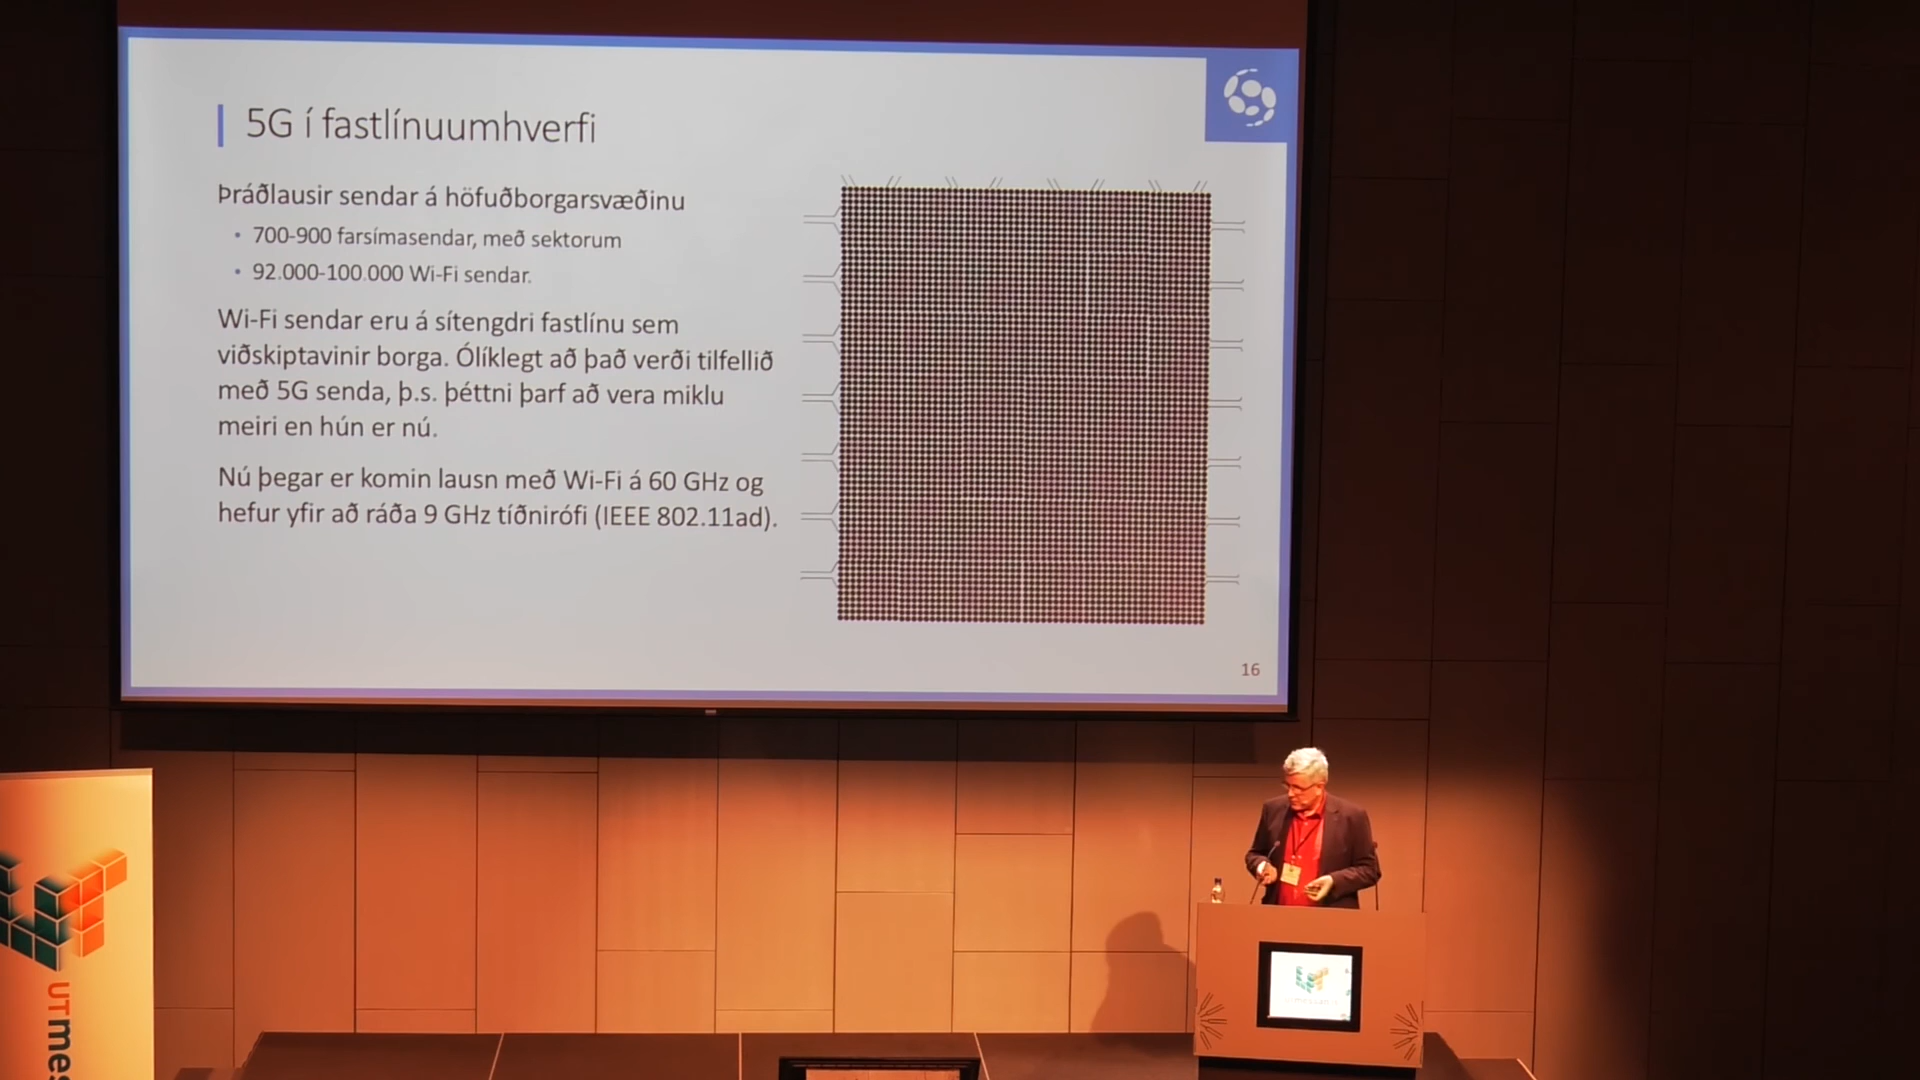 5G í fastlínuumhverfi
Þráðlausir sendar á höfuðborgarsvæðinu
• 700-900 farsímasendar, með sektorum
• 92.000-100.000 Wi-Fi sendar.
Wi-Fi sendar eru á sítengdri fastlínu sem
viðskiptavinir borga. Ólíklegt að það verði tilfellið
með 5G senda, þ.s. þéttni þarf að vera miklu
meiri en hún er nú.
Nú þegar er komin lausn með Wi-Fi á 60 GHz og
hefur yfir að ráða 9 GHz tíðnirófi (IEEE 802.11ad).
16
UTmes